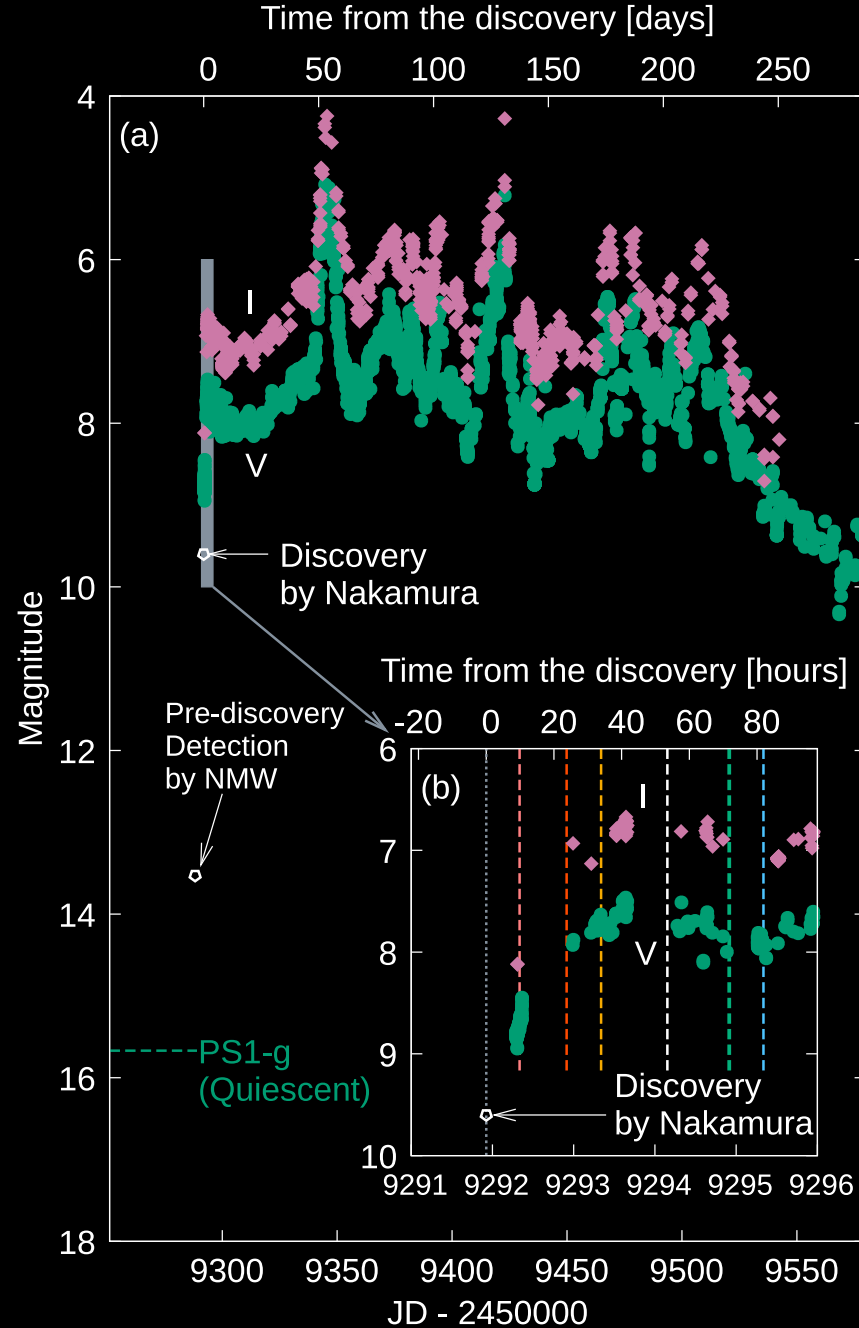 Time from the discovery [days]
0 50 100 150 200 250
4
(a)
6
I
8
V
Discovery
by Nakamura
10
Magnitude
Time from the discovery [hours]
Pre-discovery
Detection
by NMW
-20 0 20 40 60 80
12
6
(b)
I
7
14
8
V
PS1-g
(Quiescent)
9
16
Discovery
by Nakamura
10
9291 9292 9293 9294 9295 9296
18
9300 9350 9400 9450 9500 9550
JD - 2450000